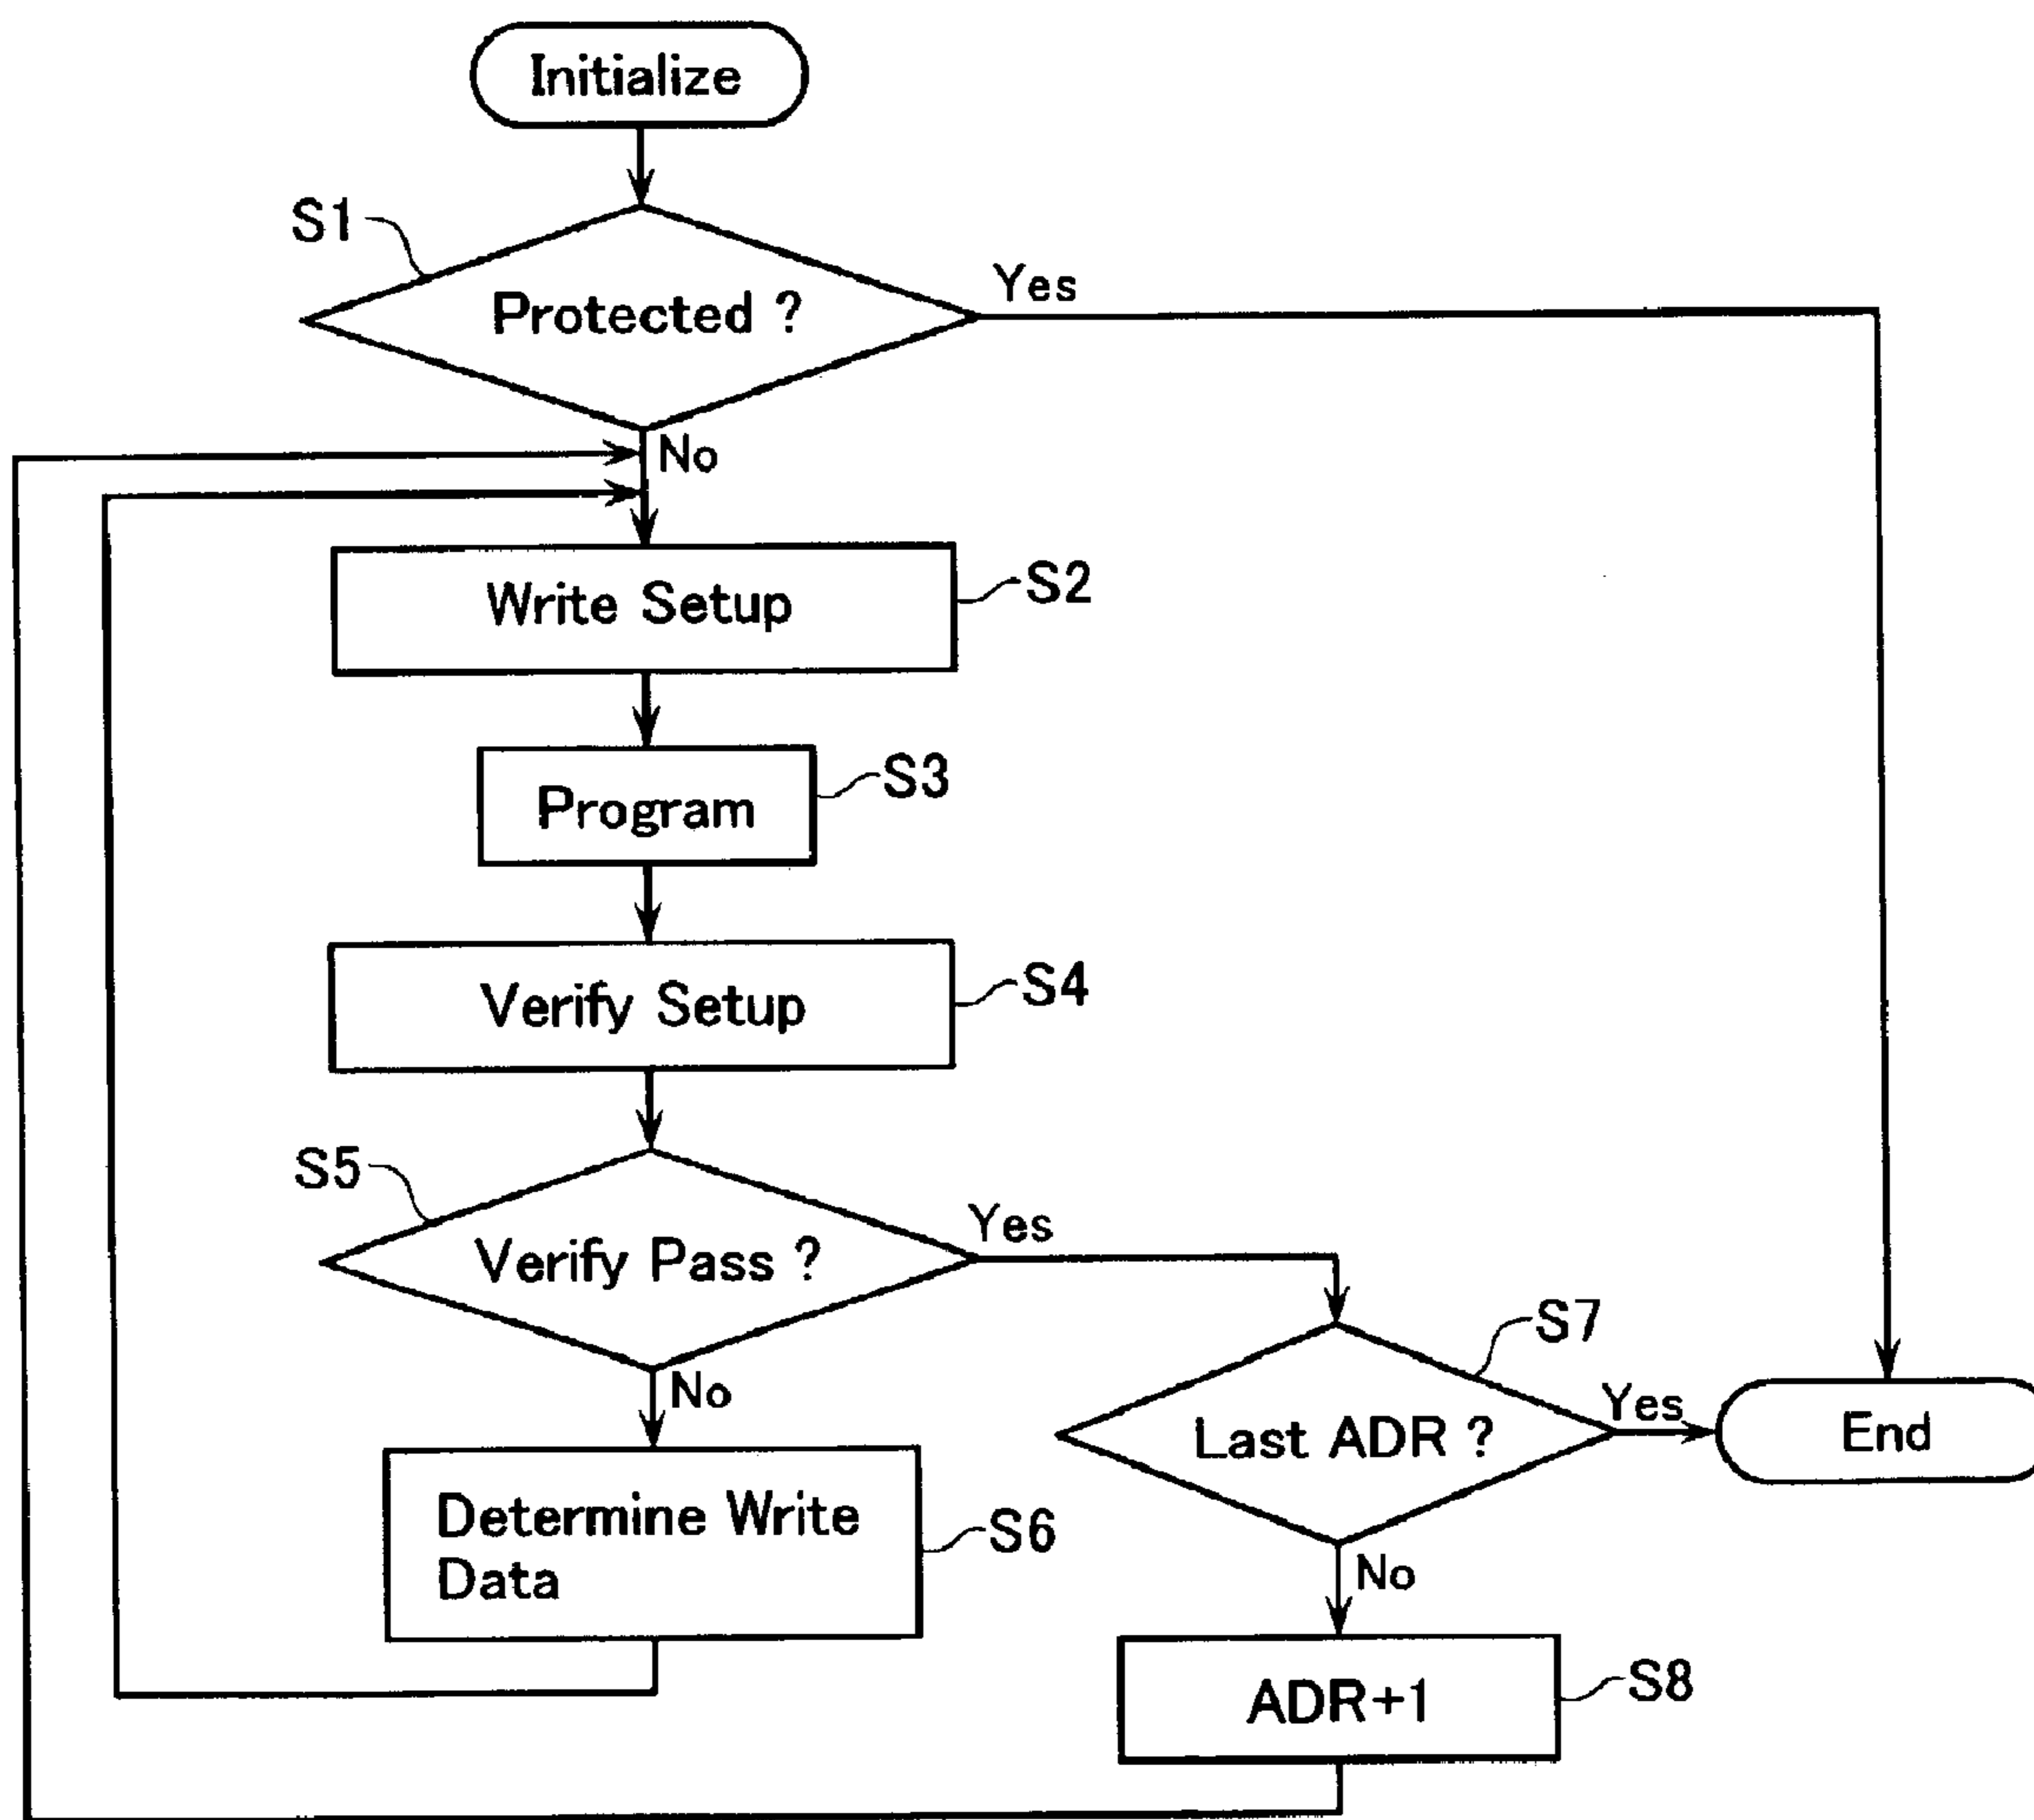 Initialize
S1
Protected ?
Yes
No
Write Setup
S2
Program
S3
Verify Setup
S4
S5
Verify Pass ?
Yes
No
S7
Last ADR ?
Yes
End
No
Determine Write
Data
S6
ADR+1
S8